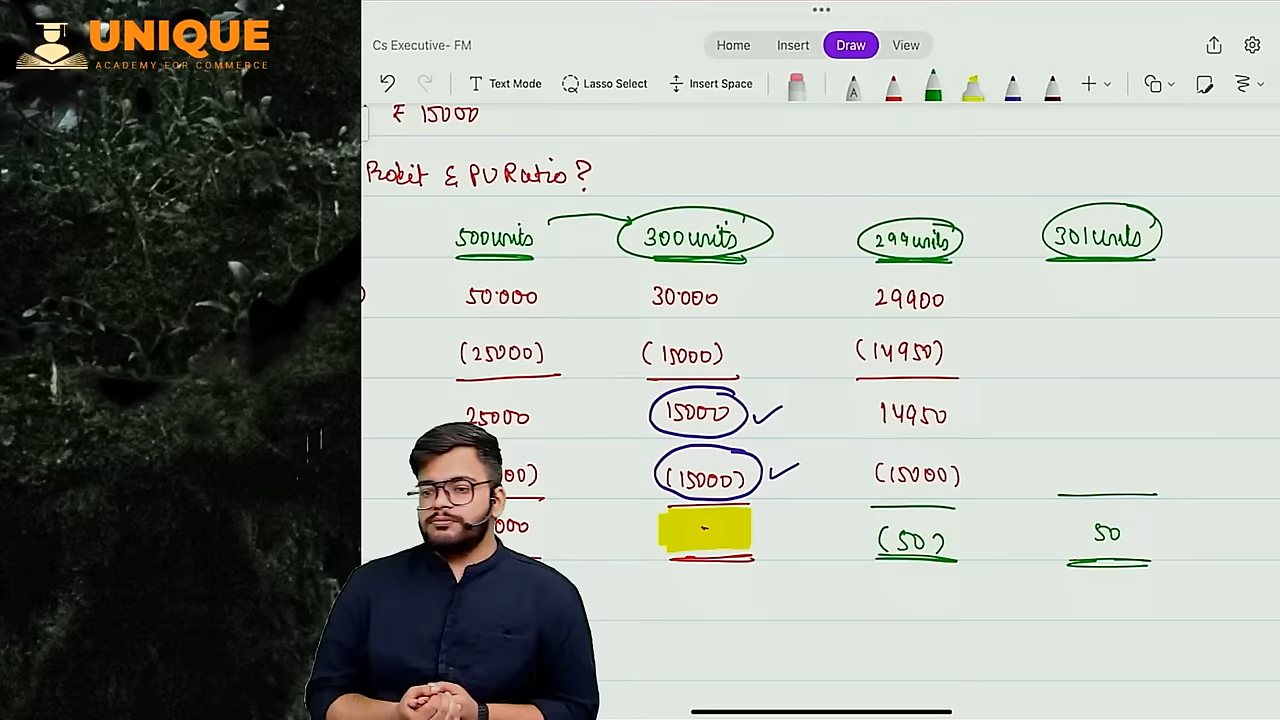 UNIQUE
ACADEMY FOR COMMERCE
Cs Executive- FM
Home Insert Draw View
Text Mode Lasso Select Insert Space
₹ 15000
Profit & PV Ratio?
500units 300units 299units 301units
50000 30000 29900
(25000) (15000) (14950)
25000 15000 ✓ 14950
00) (15000) ✓ (15000)
000 - (50) 50